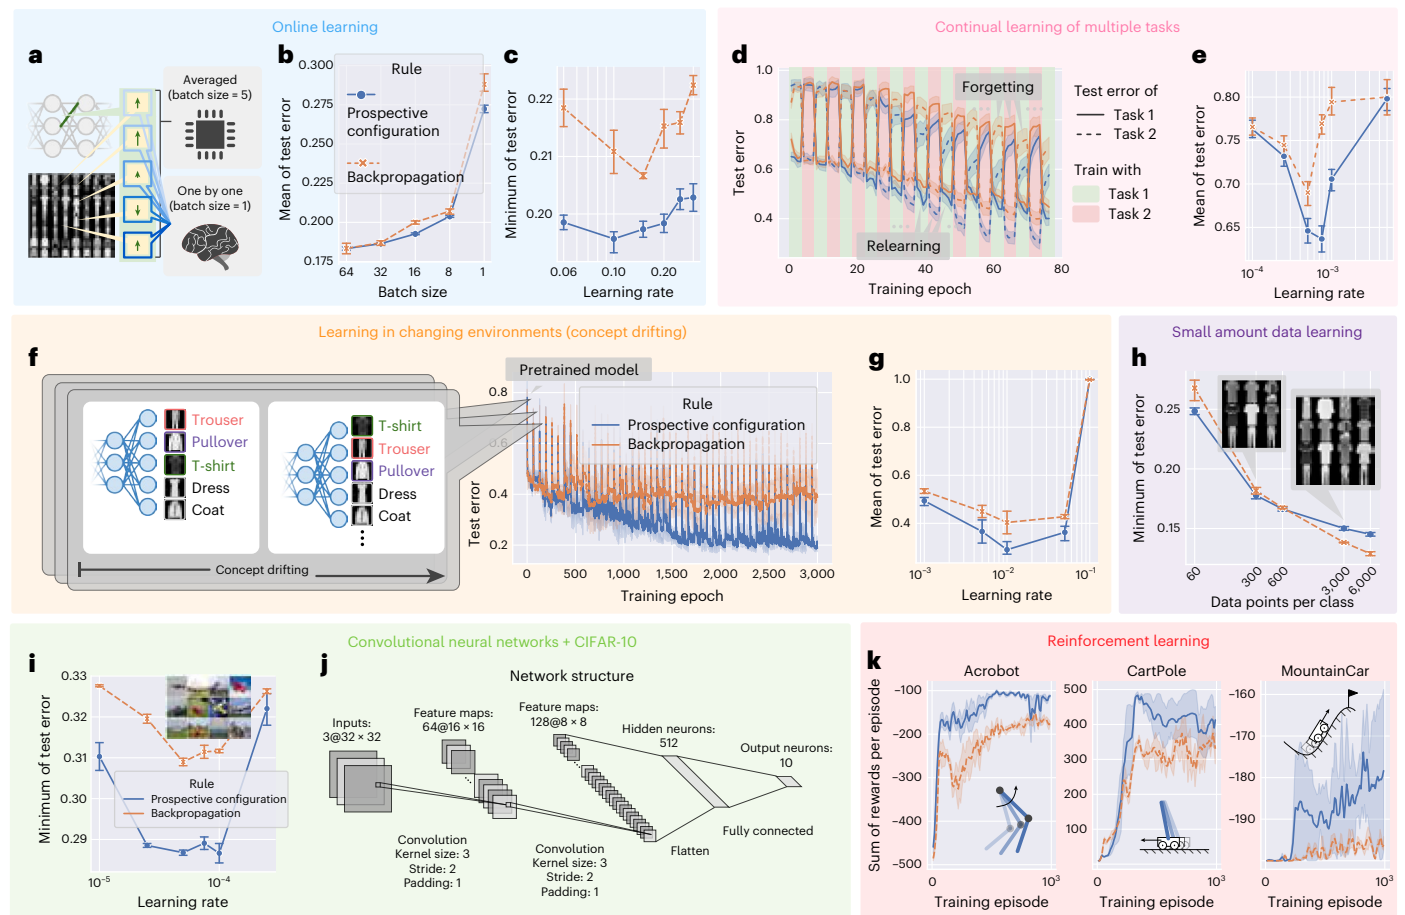 Online learning
a
Averaged
(batch size = 5)
One by one
(batch size = 1)
b
Mean of test error
0.300
0.275
0.250
0.225
0.200
0.175
Rule
Prospective
configuration
Backpropagation
64
32
16
8
1
Batch size
c
Minimum of test error
0.22
0.21
0.20
0.06
0.10
0.20
Learning rate
Continual learning of multiple tasks
d
Test error
1.0
0.8
0.6
0.4
Forgetting
Relearning
0
20
40
60
80
Training epoch
Test error of
Task 1
Task 2
Train with
Task 1
Task 2
e
Mean of test error
0.80
0.75
0.70
0.65
10⁻⁴
10⁻³
Learning rate
Learning in changing environments (concept drifting)
f
Trouser
Pullover
T-shirt
Dress
Coat
T-shirt
Trouser
Pullover
Dress
Coat
Concept drifting
Pretrained model
Test error
0.8
0.6
0.4
0.2
Rule
Prospective configuration
Backpropagation
0
500
1,000
1,500
2,000
2,500
3,000
Training epoch
g
Mean of test error
1.0
0.8
0.6
0.4
10⁻³
10⁻²
10⁻¹
Learning rate
Small amount data learning
h
Minimum of test error
0.25
0.20
0.15
60
300
600
3,000
6,000
Data points per class
Convolutional neural networks + CIFAR-10
i
Minimum of test error
0.33
0.32
0.31
0.30
0.29
Rule
Prospective configuration
Backpropagation
10⁻⁵
10⁻⁴
Learning rate
j
Network structure
Inputs:
3@32 × 32
Feature maps:
64@16 × 16
Feature maps:
128@8 × 8
Hidden neurons:
512
Output neurons:
10
Convolution
Kernel size: 3
Stride: 2
Padding: 1
Convolution
Kernel size: 3
Stride: 2
Padding: 1
Flatten
Fully connected
Reinforcement learning
k
Sum of rewards per episode
Acrobot
−100
−200
−300
−400
−500
0
10³
Training episode
CartPole
500
400
300
200
100
0
10³
Training episode
MountainCar
−160
−170
−180
−190
0
10³
Training episode